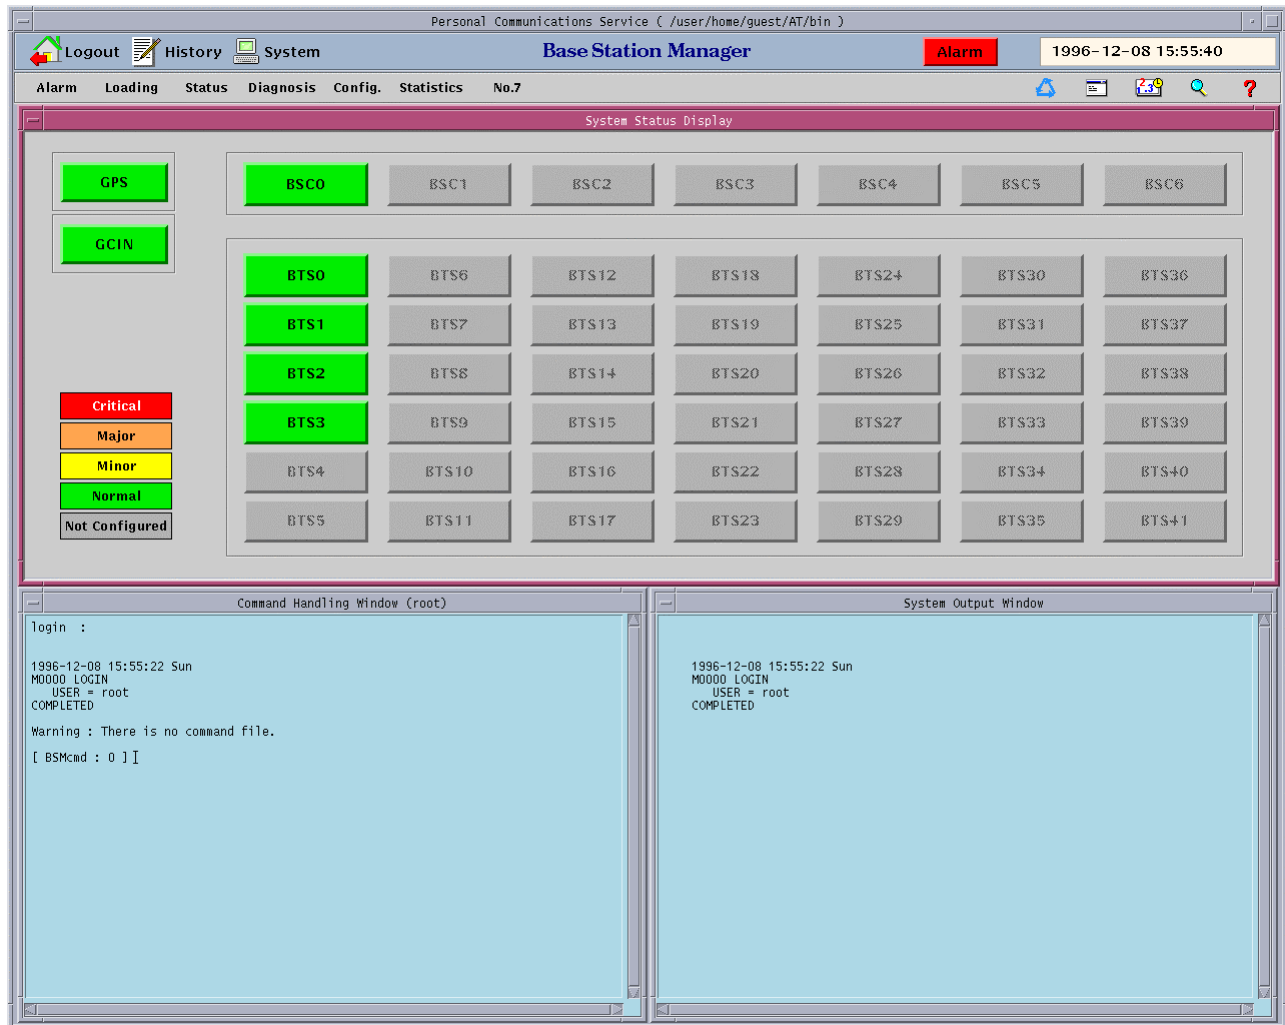 Personal Communications Service ( /user/home/guest/AT/bin )
Logout History System Base Station Manager Alarm 1996-12-08 15:55:40
Alarm Loading Status Diagnosis Config. Statistics No.7
System Status Display
GPS BSC0 BSC1 BSC2 BSC3 BSC4 BSC5 BSC6
GCIN
BTS0 BTS6 BTS12 BTS18 BTS24 BTS30 BTS36
BTS1 BTS7 BTS13 BTS19 BTS25 BTS31 BTS37
BTS2 BTS8 BTS14 BTS20 BTS26 BTS32 BTS38
Critical
BTS3 BTS9 BTS15 BTS21 BTS27 BTS33 BTS39
Major
Minor
BTS4 BTS10 BTS16 BTS22 BTS28 BTS34 BTS40
Normal
Not Configured
BTS5 BTS11 BTS17 BTS23 BTS29 BTS35 BTS41
Command Handling Window (root)
login :
1996-12-08 15:55:22 Sun
M0000 LOGIN
USER = root
COMPLETED
Warning : There is no command file.
[ BSMcmd : 0 ]
System Output Window
1996-12-08 15:55:22 Sun
M0000 LOGIN
USER = root
COMPLETED